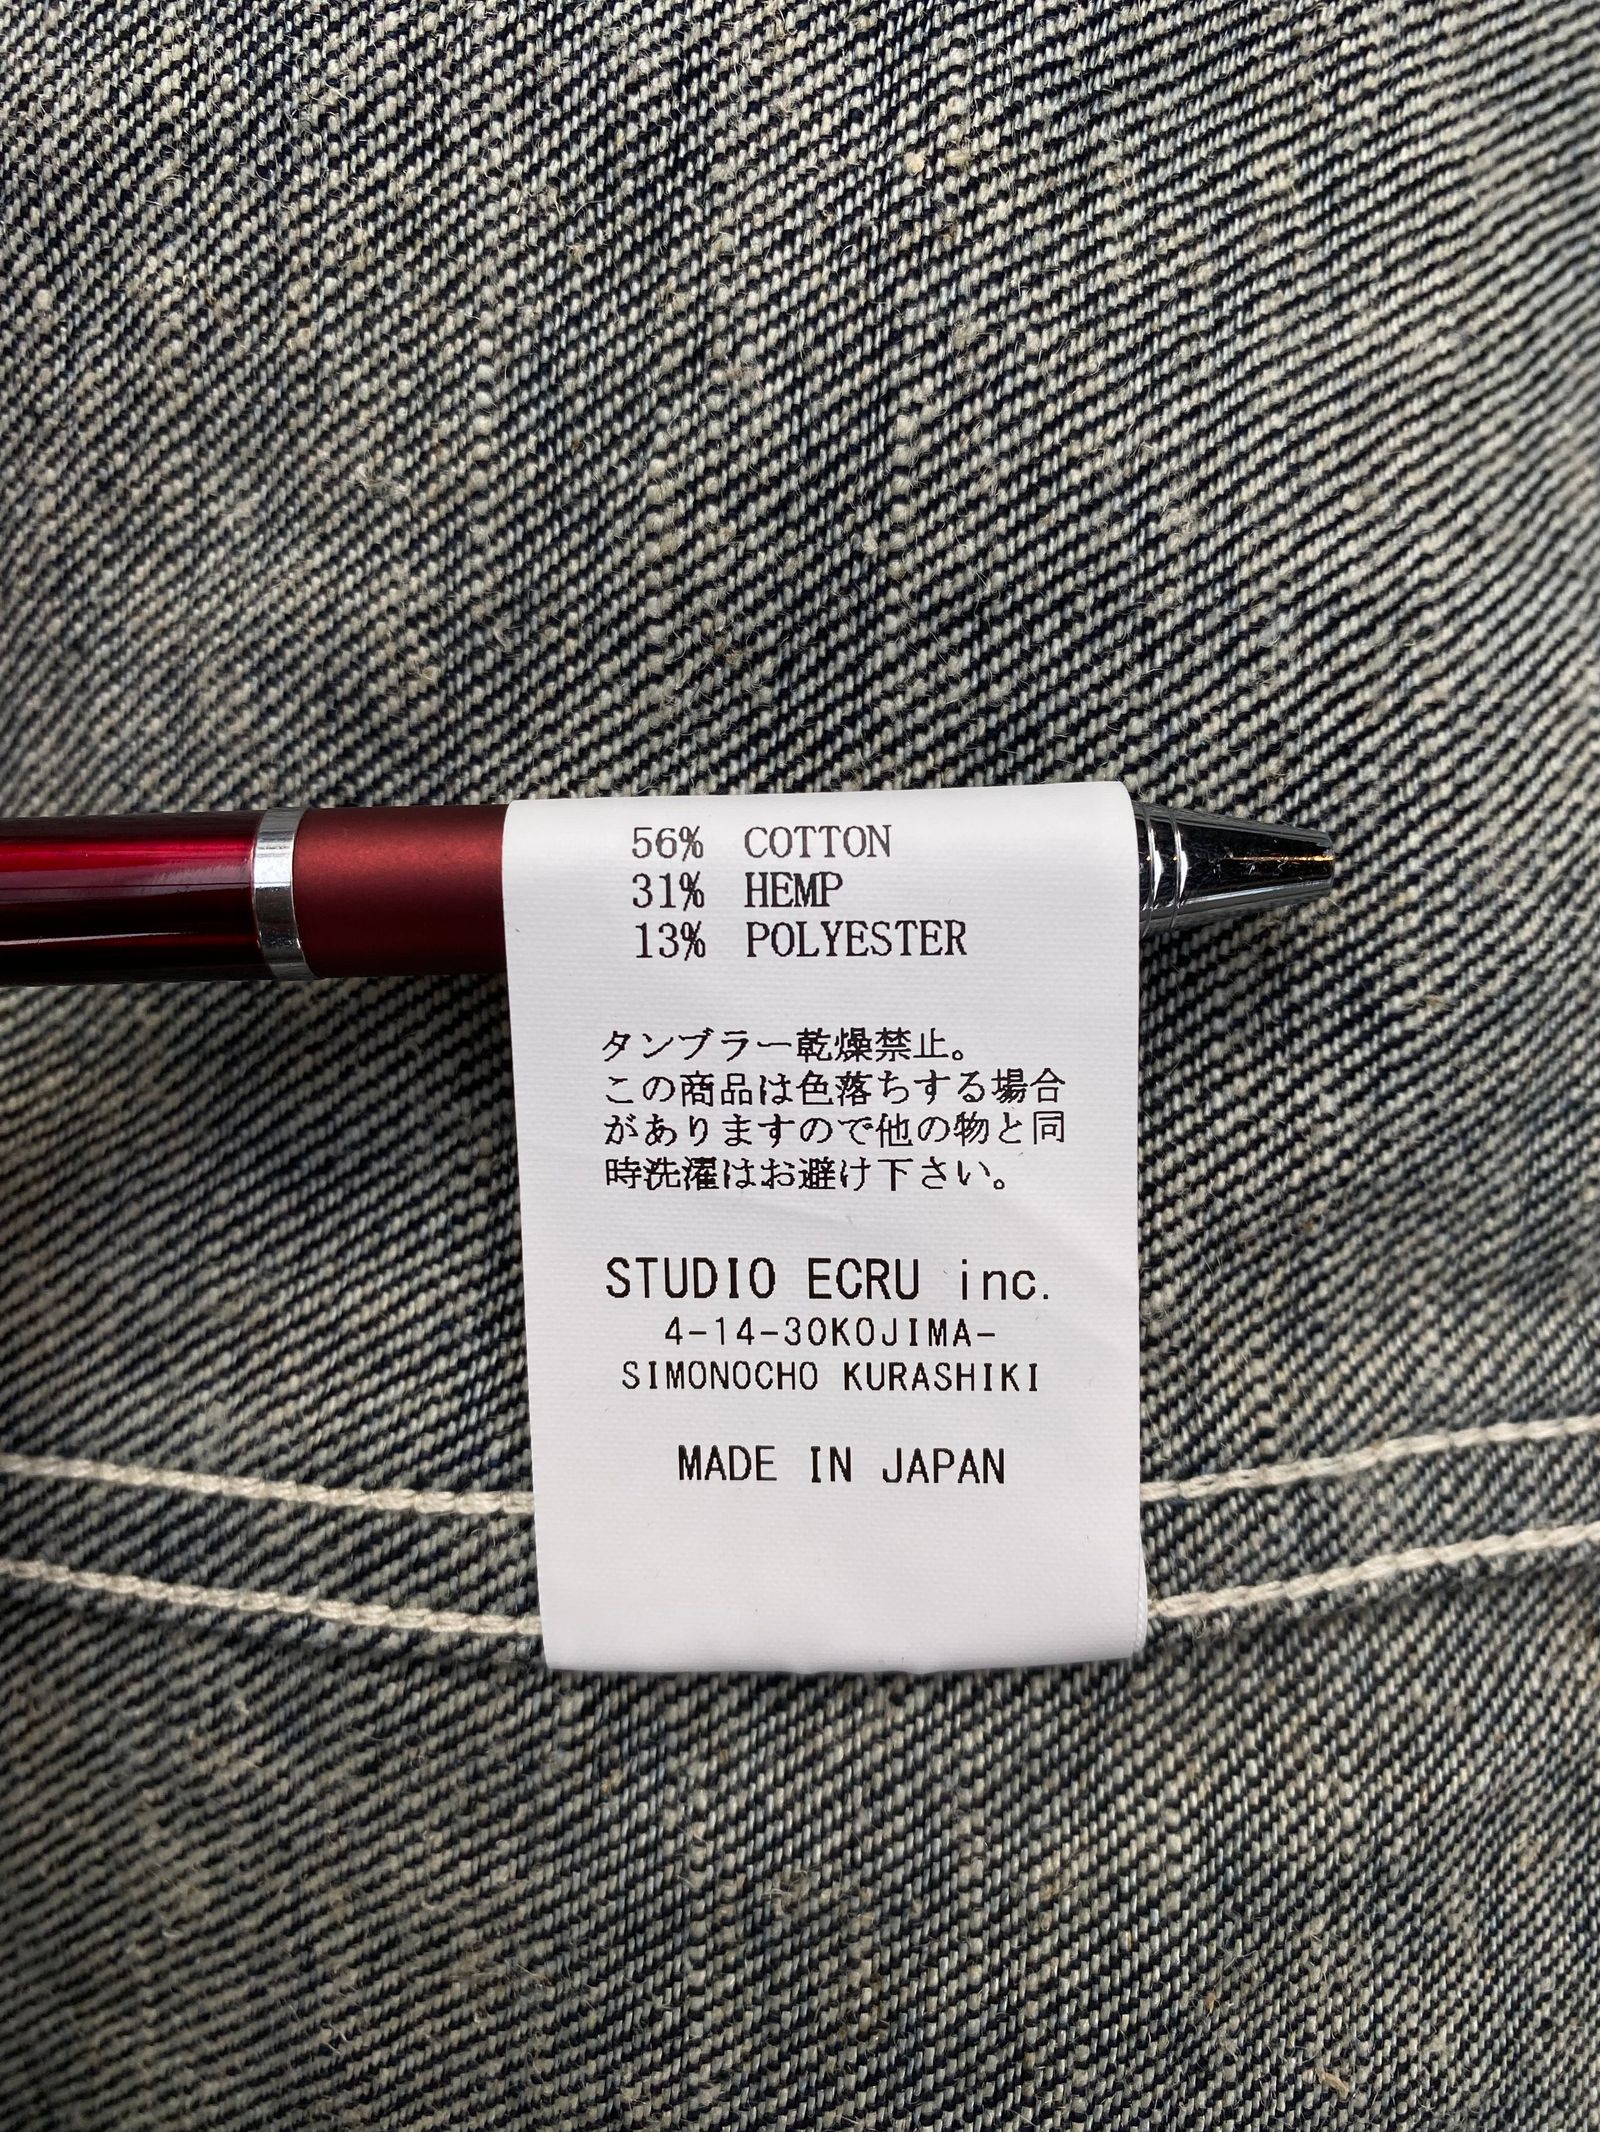 56% COTTON
31% HEMP
13% POLYESTER
タンブラー乾燥禁止。
この商品は色落ちする場合
がありますので他の物と同
時洗濯はお避け下さい。
STUDIO ECRU inc.
4-14-30KOJIMA-
SIMONOCHO KURASHIKI
MADE IN JAPAN